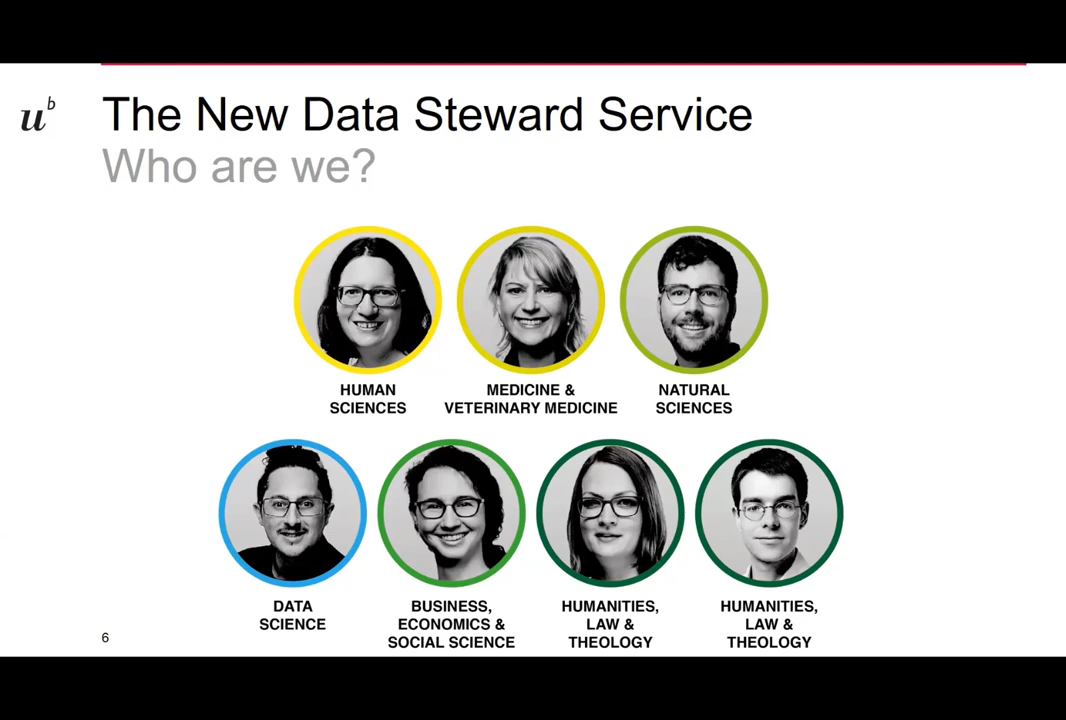 u^b
The New Data Steward Service
Who are we?
HUMAN
SCIENCES
MEDICINE &
VETERINARY MEDICINE
NATURAL
SCIENCES
DATA
SCIENCE
BUSINESS,
ECONOMICS &
SOCIAL SCIENCE
HUMANITIES,
LAW &
THEOLOGY
HUMANITIES,
LAW &
THEOLOGY
6